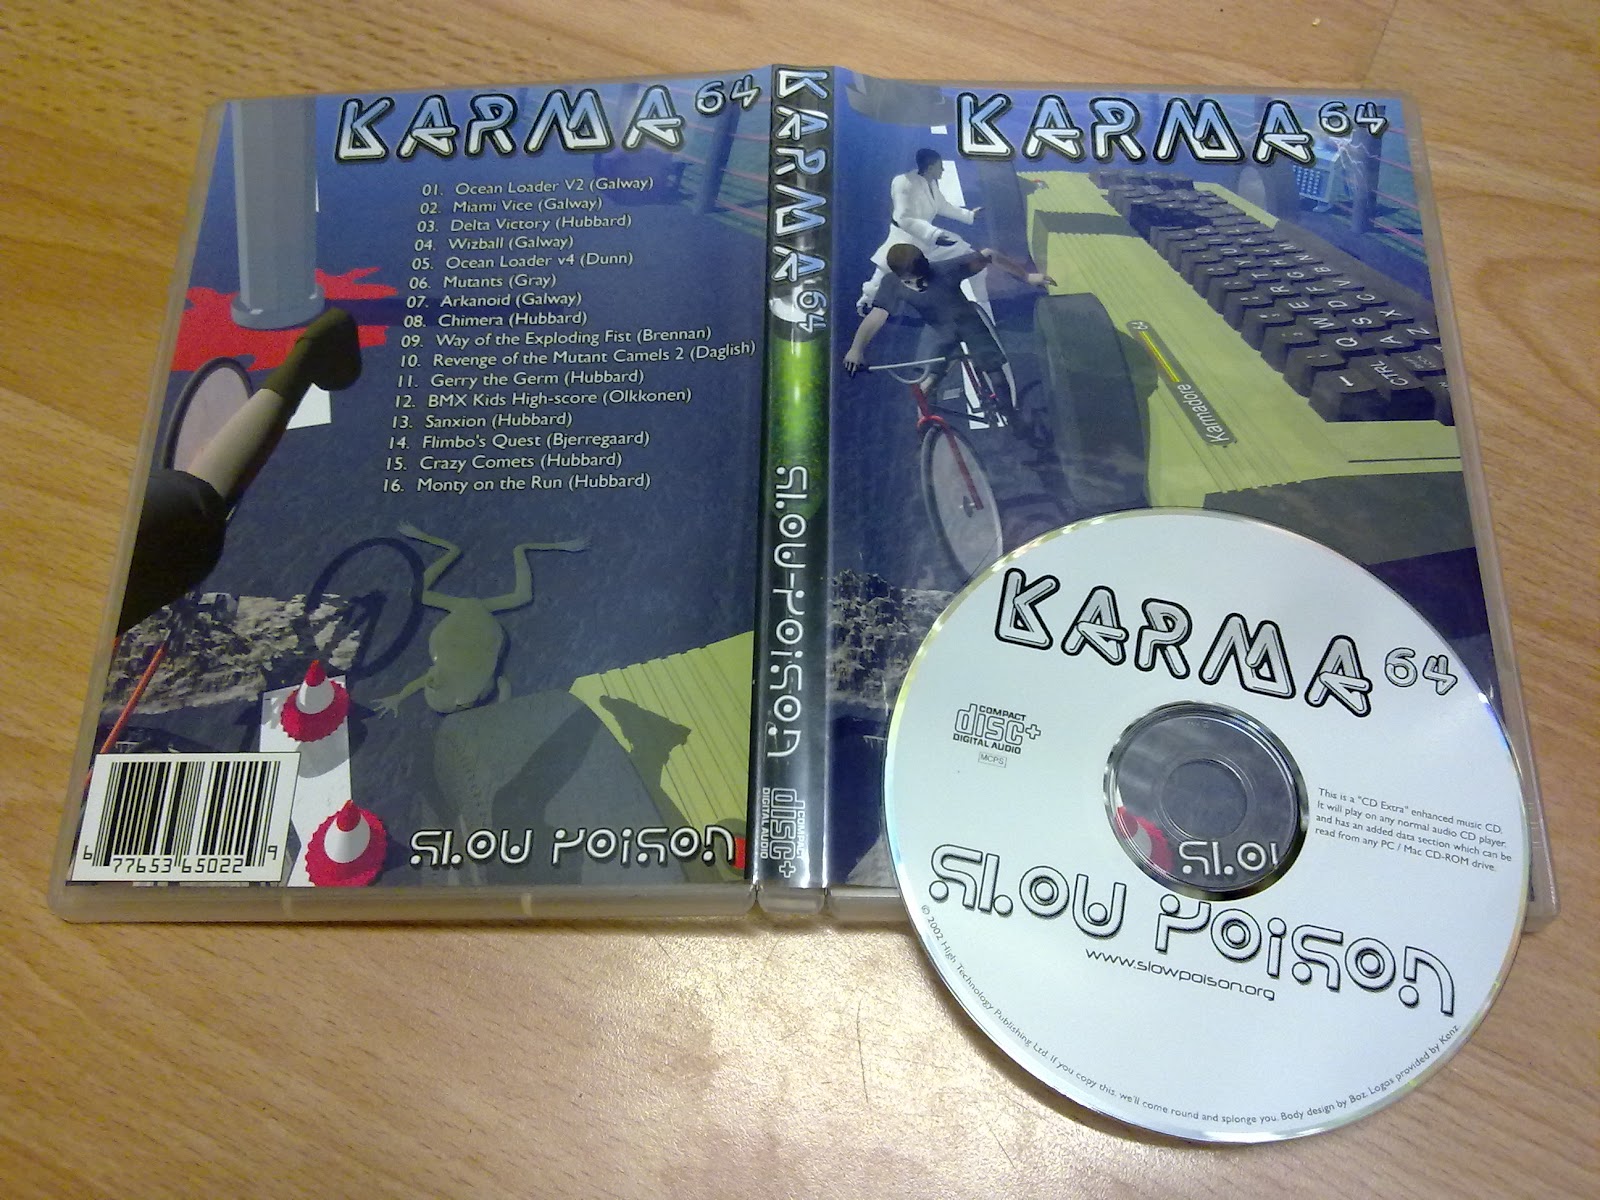 KARMA 64
01. Ocean Loader V2 (Galway)
02. Miami Vice (Galway)
03. Delta Victory (Hubbard)
04. Wizball (Galway)
05. Ocean Loader v4 (Dunn)
06. Mutants (Gray)
07. Arkanoid (Galway)
08. Chimera (Hubbard)
09. Way of the Exploding Fist (Brennan)
10. Revenge of the Mutant Camels 2 (Daglish)
11. Gerry the Germ (Hubbard)
12. BMX Kids High-score (Olkkonen)
13. Sanxion (Hubbard)
14. Flimbo's Quest (Bjerregaard)
15. Crazy Comets (Hubbard)
16. Monty on the Run (Hubbard)
6 77653 65022 9
SLOW POISON
KARMA 64
SLOW-POISON
COMPACT
disc+
DIGITAL AUDIO
KARMA 64
Karmadore 64
CTRL
KARMA 64
COMPACT
disc+
DIGITAL AUDIO
MCPS
This is a "CD Extra" enhanced music CD.
It will play on any normal audio CD player.
and has an added data section which can be
read from any PC / Mac CD-ROM drive.
SLOW POISON
www.slowpoison.org
© 2002 High Technology Publishing Ltd. If you copy this, we'll come round and splonge you. Body design by Boz. Logos provided by Kenz